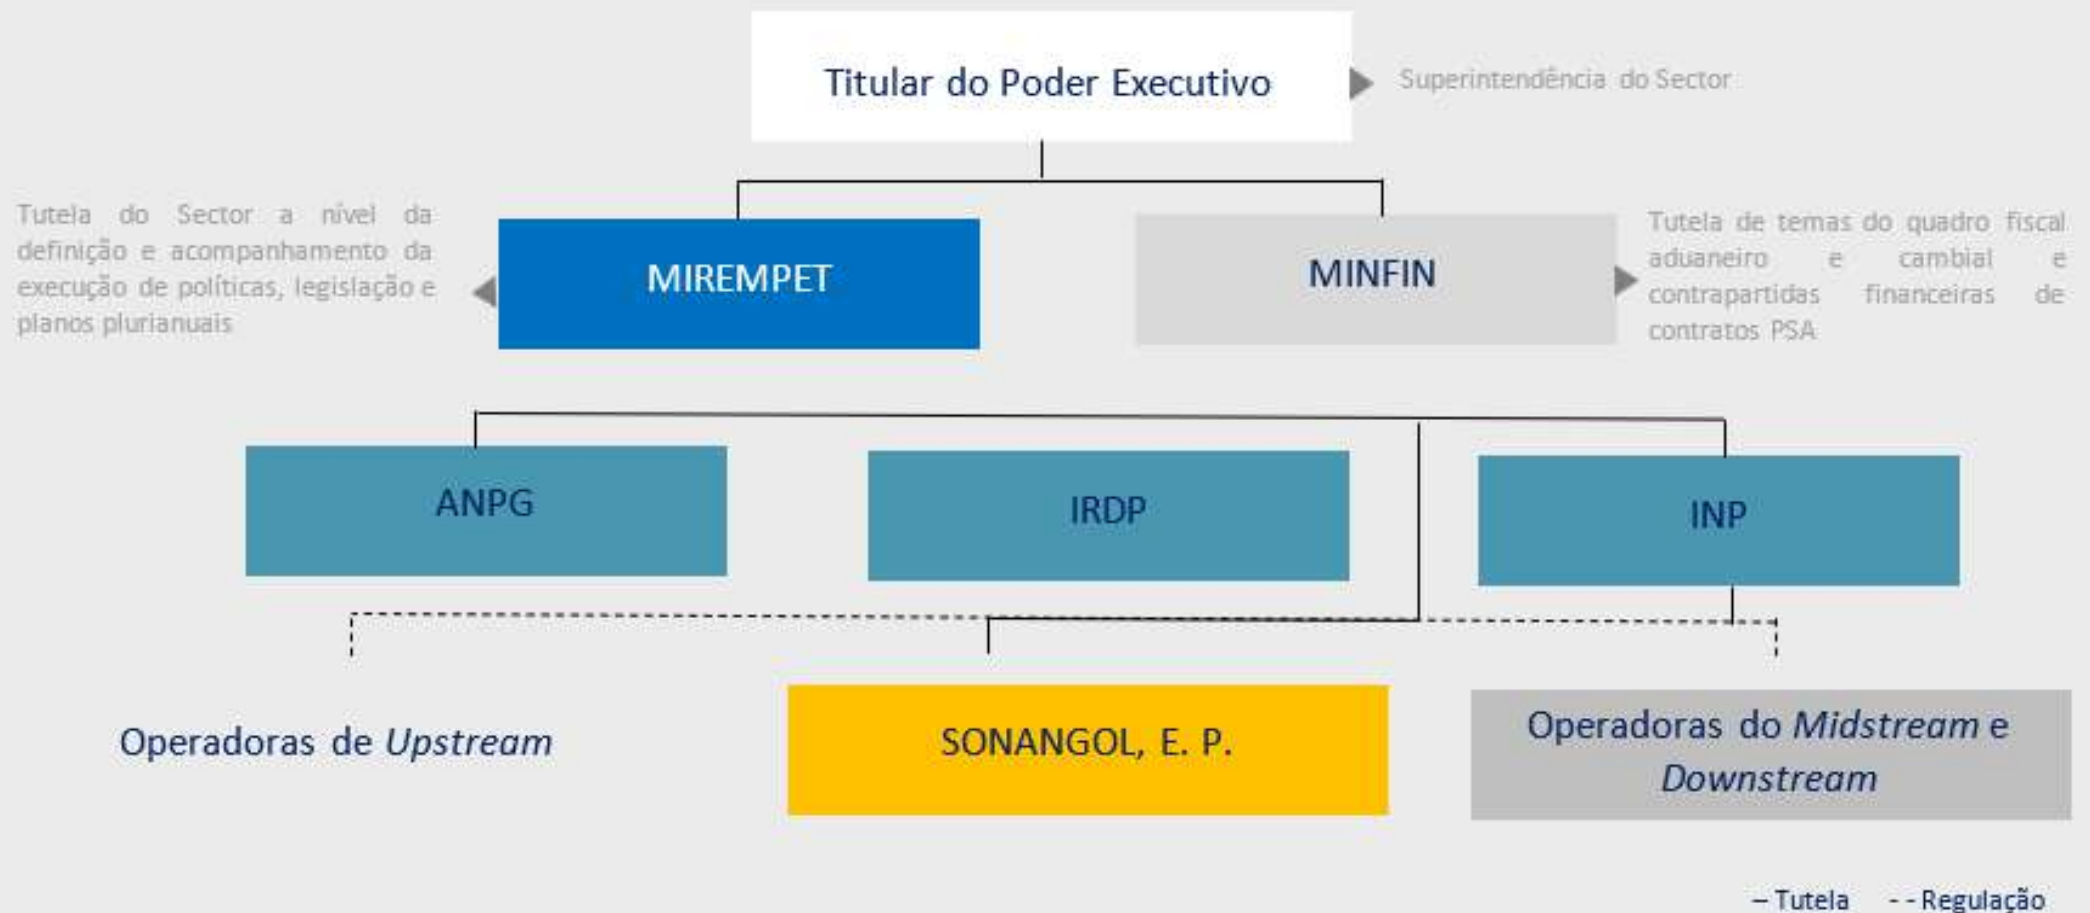 Titular do Poder Executivo
Superintendência do Sector
Tutela do Sector a nível da
definição e acompanhamento da
execução de políticas, legislação e
planos plurianuais
MIREMPET
MINFIN
Tutela de temas do quadro fiscal
aduaneiro e cambial e
contrapartidas financeiras de
contratos PSA
ANPG
IRDP
INP
Operadoras de Upstream
SONANGOL, E. P.
Operadoras do Midstream e
Downstream
– Tutela - - Regulação